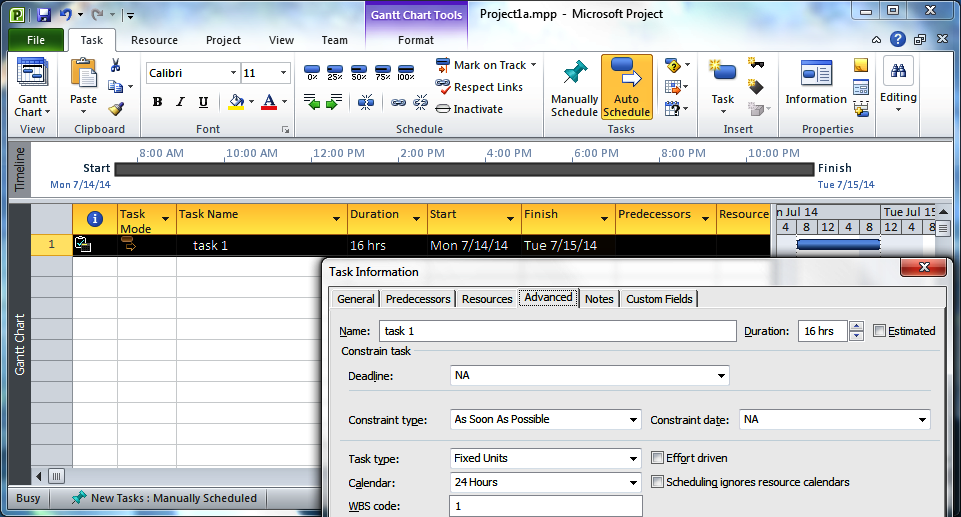 Gantt Chart Tools
Project1a.mpp - Microsoft Project
File Task Resource Project View Team Format
Gantt Chart
View
Paste
Clipboard
Calibri 11
B I U A
Font
0% 25% 50% 75% 100%
Mark on Track
Respect Links
Inactivate
Schedule
Manually Schedule
Auto Schedule
Tasks
Task
Insert
Information
Properties
Editing
Timeline
8:00 AM 10:00 AM 12:00 PM 2:00 PM 4:00 PM 6:00 PM 8:00 PM 10:00 PM
Start
Mon 7/14/14
Finish
Tue 7/15/14
Gantt Chart
Task Mode Task Name Duration Start Finish Predecessors Resource
n Jul 14 Tue Jul 15
4 8 12 4 8 12 4 8
1 task 1 16 hrs Mon 7/14/14 Tue 7/15/14
Task Information
General Predecessors Resources Advanced Notes Custom Fields
Name: task 1 Duration: 16 hrs Estimated
Constrain task
Deadline: NA
Constraint type: As Soon As Possible Constraint date: NA
Task type: Fixed Units Effort driven
Calendar: 24 Hours Scheduling ignores resource calendars
WBS code: 1
Busy New Tasks : Manually Scheduled